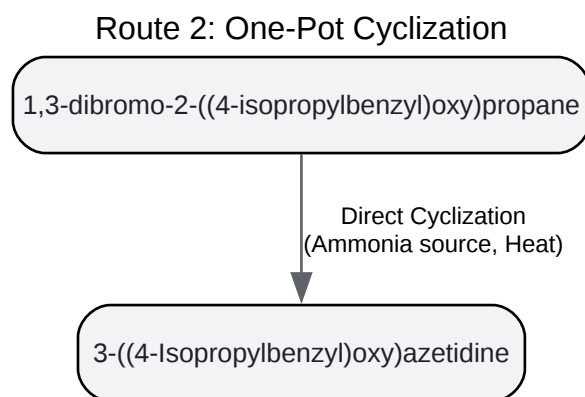 Route 2: One-Pot Cyclization
1,3-dibromo-2-((4-isopropylbenzyl)oxy)propane
Direct Cyclization
(Ammonia source, Heat)
3-((4-Isopropylbenzyl)oxy)azetidine